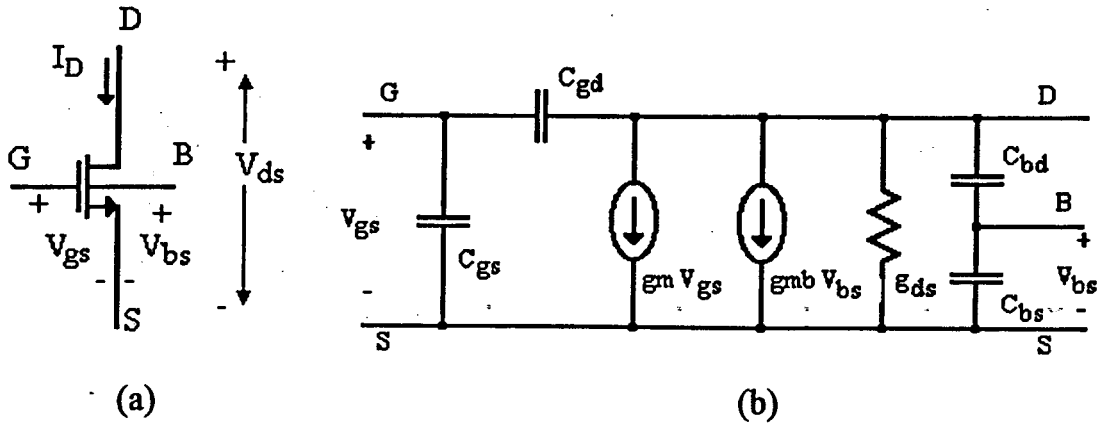 D
I_D
+
G
B
V_ds
+
+
V_gs
V_bs
- -
-
S
(a)
G
C_gd
D
+
C_bd
B
V_gs
C_gs
gm V_gs
gmb V_bs
g_ds
+
V_bs
C_bs
-
-
S
S
(b)